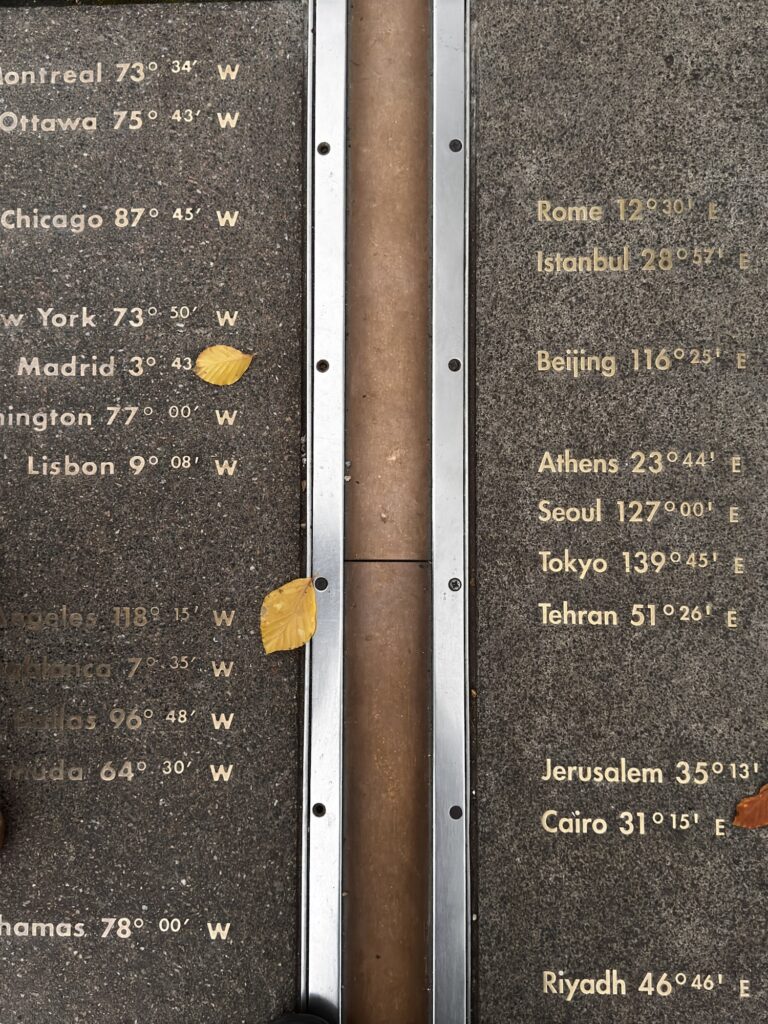 ontreal 73° 34' W
Ottawa 75° 43' W
Chicago 87° 45' W
w York 73° 50' W
Madrid 3° 43
hington 77° 00' W
Lisbon 9° 08' W
Angeles 118° 15' W
sablanca 7° 35' W
Dallas 96° 48' W
muda 64° 30' W
hamas 78° 00' W
Rome 12° 30' E
Istanbul 28° 57' E
Beijing 116° 25' E
Athens 23° 44' E
Seoul 127° 00' E
Tokyo 139° 45' E
Tehran 51° 26' E
Jerusalem 35° 13'
Cairo 31° 15' E
Riyadh 46° 46' E